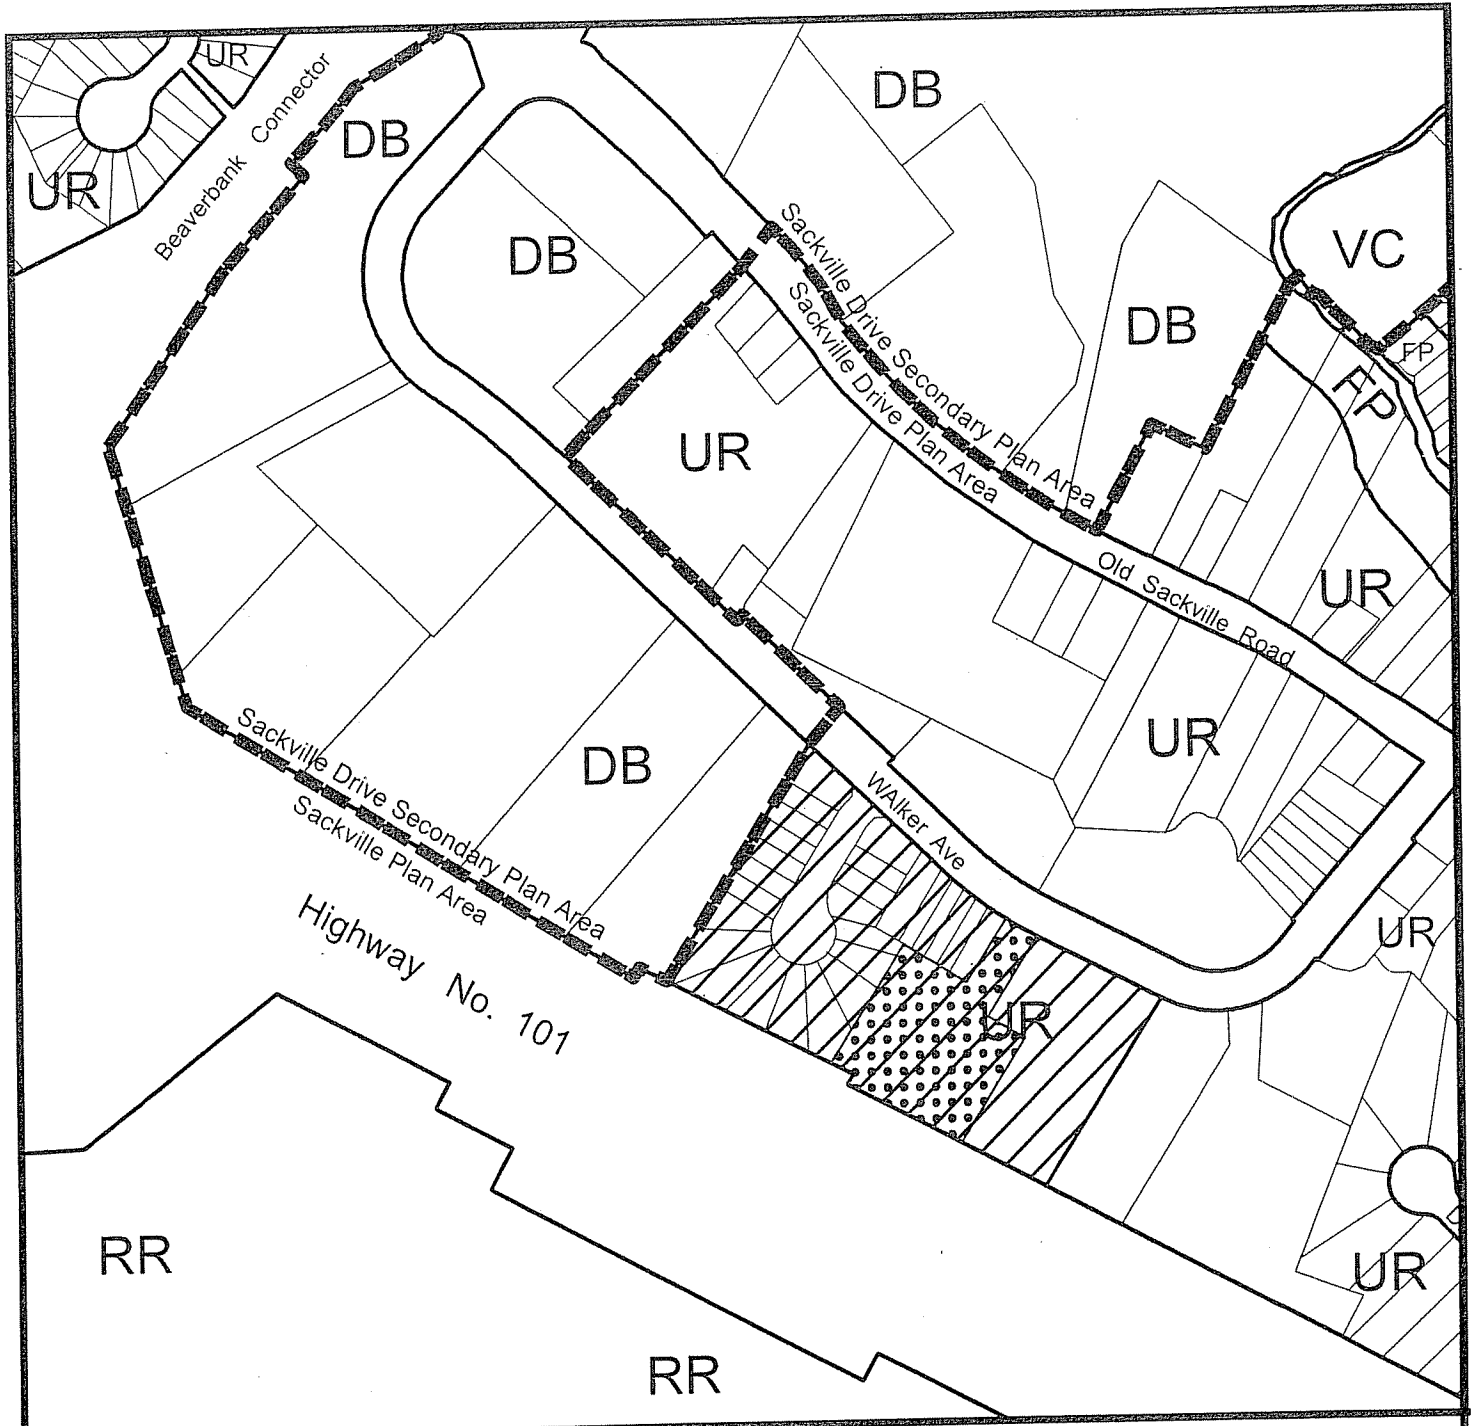 UR
DB
DB
Beaverbank Connector
UR
DB
VC
Sackville Drive Secondary Plan Area
Sackville Drive Plan Area
DB
FP
FP
UR
Old Sackville Road
UR
UR
DB
Sackville Drive Secondary Plan Area
Sackville Plan Area
WAlker Ave
Highway No. 101
UR
UR
RR
UR
RR